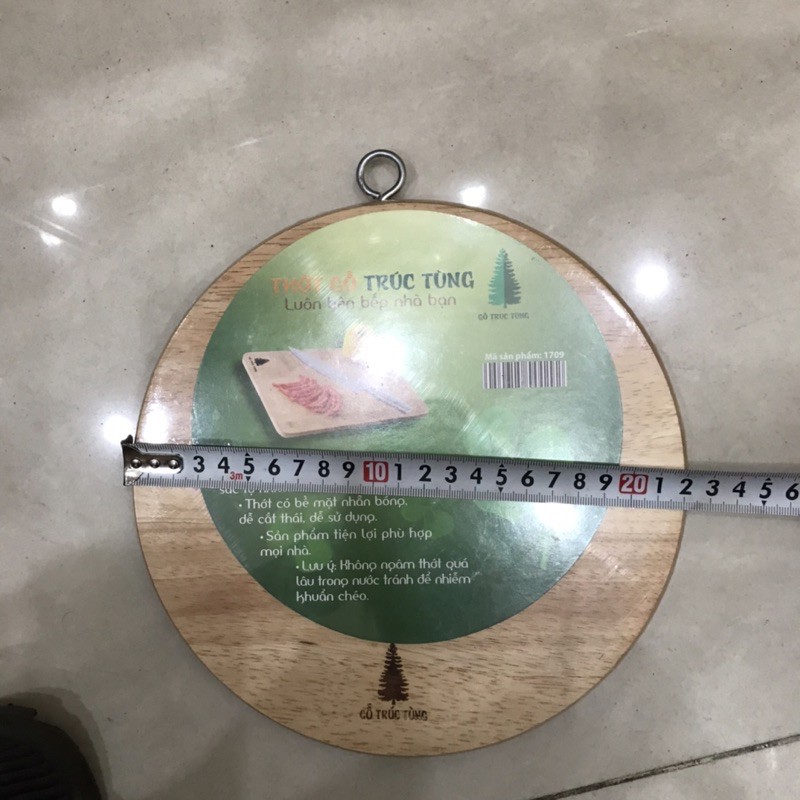 THỚT GỖ TRÚC TÙNG
Luôn bên bếp nhà bạn
GỖ TRÚC TÙNG
Mã sản phẩm: 1709
3 4 5 6 7 8 9 10 1 2 3 4 5 6 7 8 9 20 1 2 3 4 5 6
3m
• Thớt có bề mặt nhẵn bóng,
dễ cắt thái, dễ sử dụng.
• Sản phẩm tiện lợi phù hợp
mọi nhà.
• Lưu ý: Không ngâm thớt quá
lâu trong nước tránh để nhiễm
khuẩn chéo.
GỖ TRÚC TÙNG